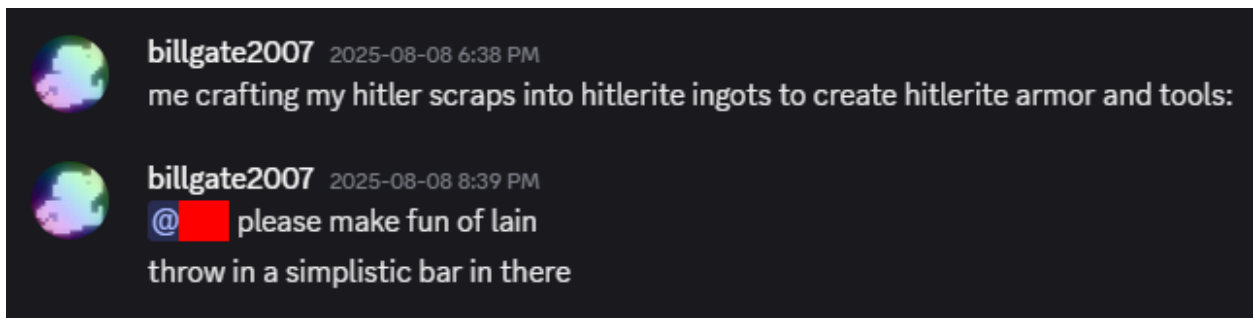 billgate2007 2025-08-08 6:38 PM
me crafting my hitler scraps into hitlerite ingots to create hitlerite armor and tools:
billgate2007 2025-08-08 8:39 PM
@ please make fun of lain
throw in a simplistic bar in there